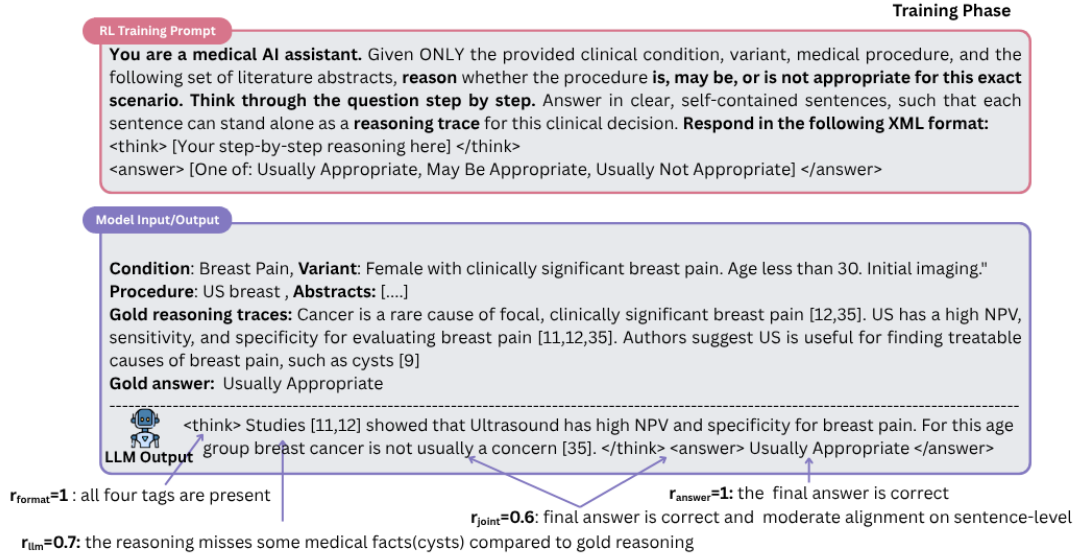 Training Phase
RL Training Prompt
You are a medical AI assistant. Given ONLY the provided clinical condition, variant, medical procedure, and the
following set of literature abstracts, reason whether the procedure is, may be, or is not appropriate for this exact
scenario. Think through the question step by step. Answer in clear, self-contained sentences, such that each
sentence can stand alone as a reasoning trace for this clinical decision. Respond in the following XML format:
<think> [Your step-by-step reasoning here] </think>
<answer> [One of: Usually Appropriate, May Be Appropriate, Usually Not Appropriate] </answer>
Model Input/Output
Condition: Breast Pain, Variant: Female with clinically significant breast pain. Age less than 30. Initial imaging."
Procedure: US breast , Abstracts: [....]
Gold reasoning traces: Cancer is a rare cause of focal, clinically significant breast pain [12,35]. US has a high NPV,
sensitivity, and specificity for evaluating breast pain [11,12,35]. Authors suggest US is useful for finding treatable
causes of breast pain, such as cysts [9]
Gold answer: Usually Appropriate
<think> Studies [11,12] showed that Ultrasound has high NPV and specificity for breast pain. For this age
group breast cancer is not usually a concern [35]. </think> <answer> Usually Appropriate </answer>
LLM Output
rformat=1 : all four tags are present
ranswer=1: the final answer is correct
rjoint=0.6: final answer is correct and moderate alignment on sentence-level
rllm=0.7: the reasoning misses some medical facts(cysts) compared to gold reasoning